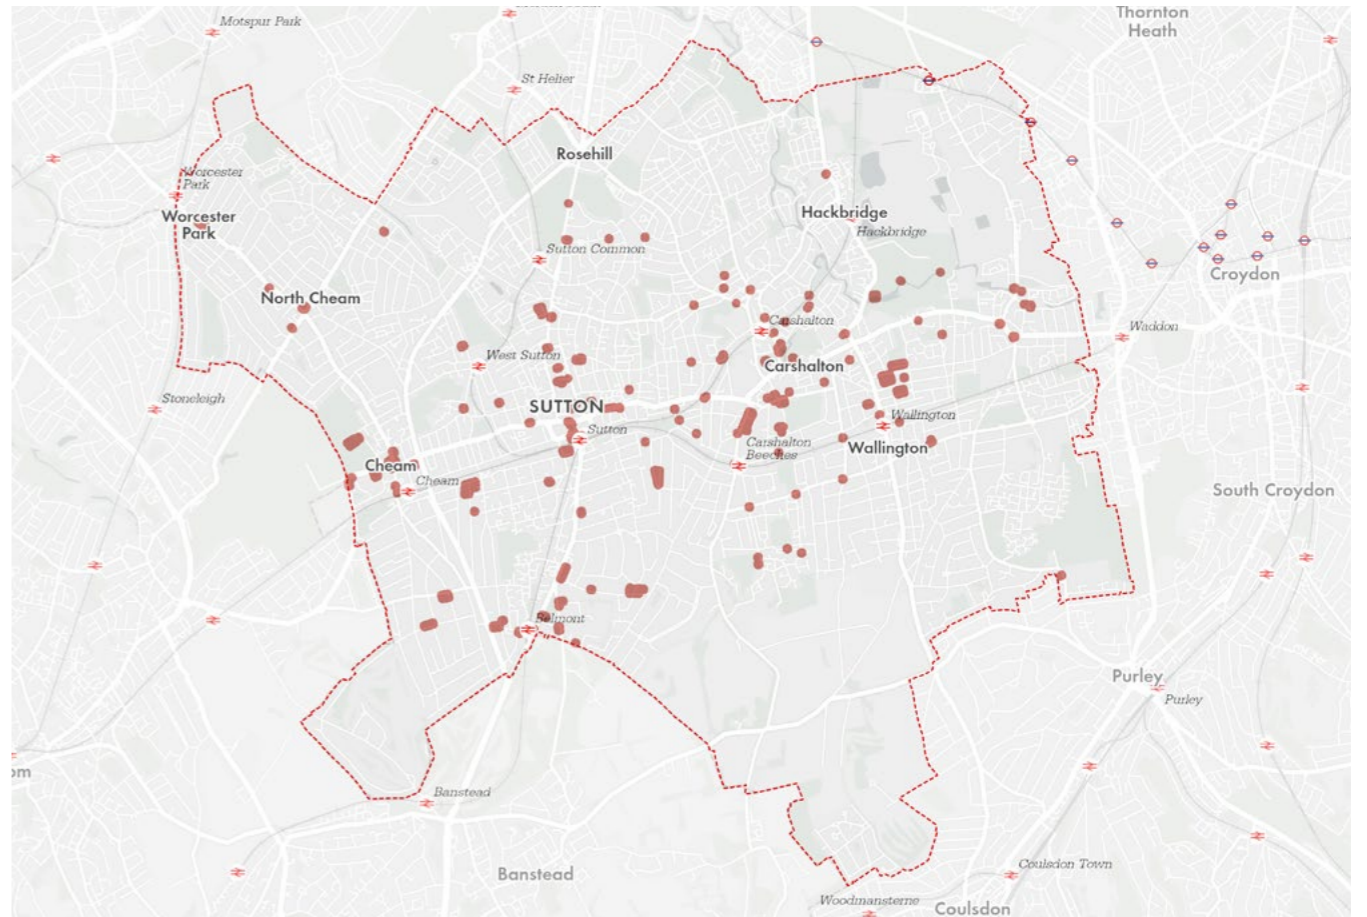 Motspur Park
Thornton
Heath
St Helier
Rosehill
Worcester
Park
Worcester
Park
Hackbridge
Hackbridge
Sutton Common
Croydon
North Cheam
Carshalton
Waddon
West Sutton
Carshalton
Stoneleigh
SUTTON
Wallington
Sutton
Carshalton
Beeches
Wallington
Cheam
Cheam
South Croydon
Belmont
Purley
Purley
om
Banstead
Banstead
Coulsdon Town
Woodmansterne
Coulsdon